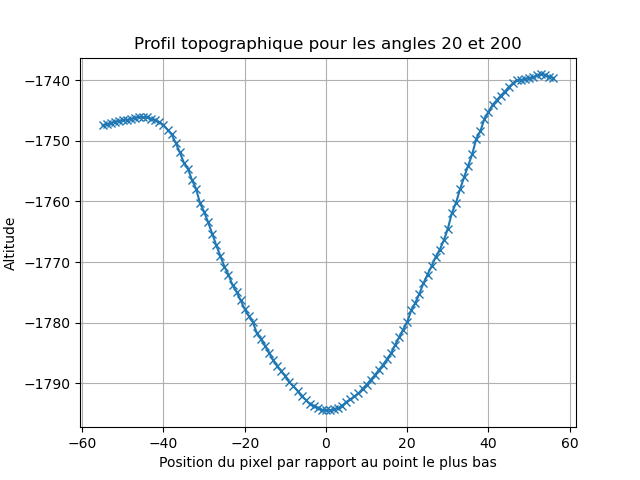 Profil topographique pour les angles 20 et 200
Altitude
−1740
−1750
−1760
−1770
−1780
−1790
−60 −40 −20 0 20 40 60
Position du pixel par rapport au point le plus bas